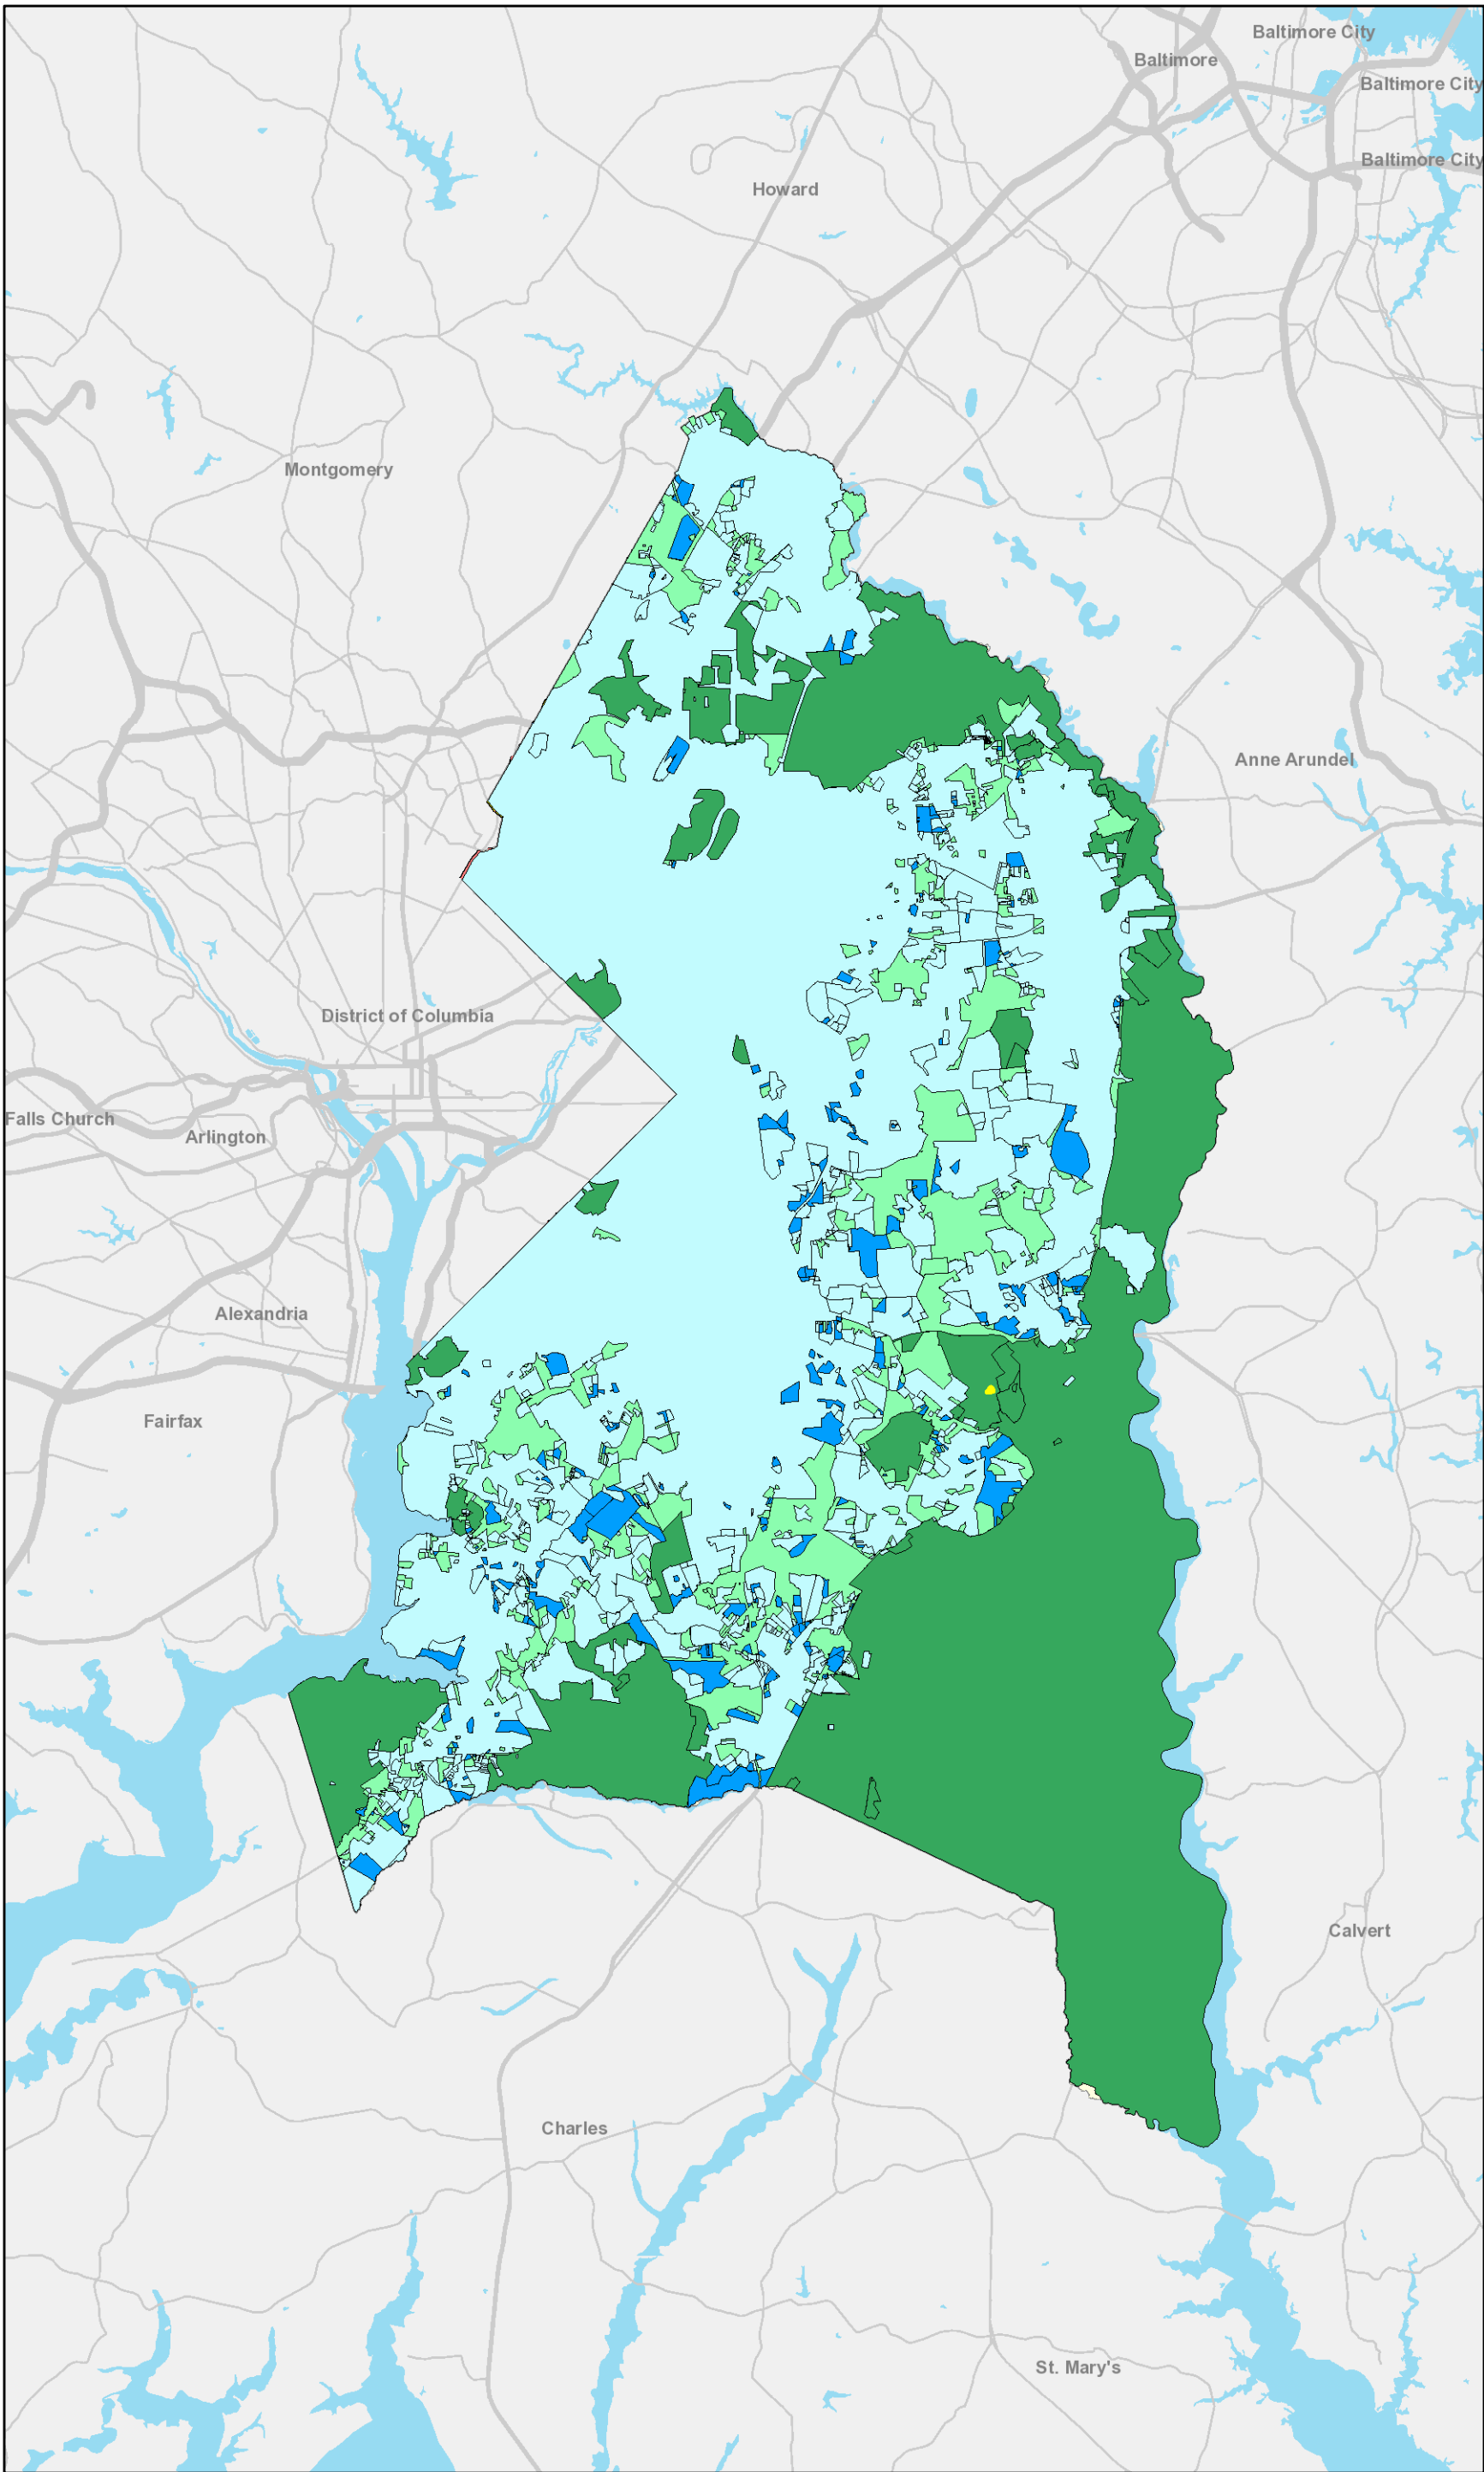 Baltimore City
Baltimore
Baltimore City
Baltimore City
Howard
Montgomery
Anne Arundel
District of Columbia
Falls Church
Arlington
Alexandria
Fairfax
Calvert
Charles
St. Mary's